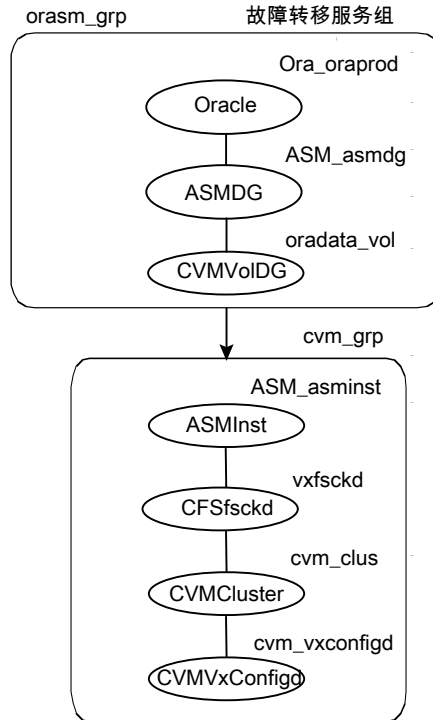 orasm_grp 故障转移服务组
Ora_oraprod
Oracle
ASM_asmdg
ASMDG
oradata_vol
CVMVolDG
cvm_grp
ASM_asminst
ASMInst
vxfsckd
CFSfsckd
cvm_clus
CVMCluster
cvm_vxconfigd
CVMVxConfigd